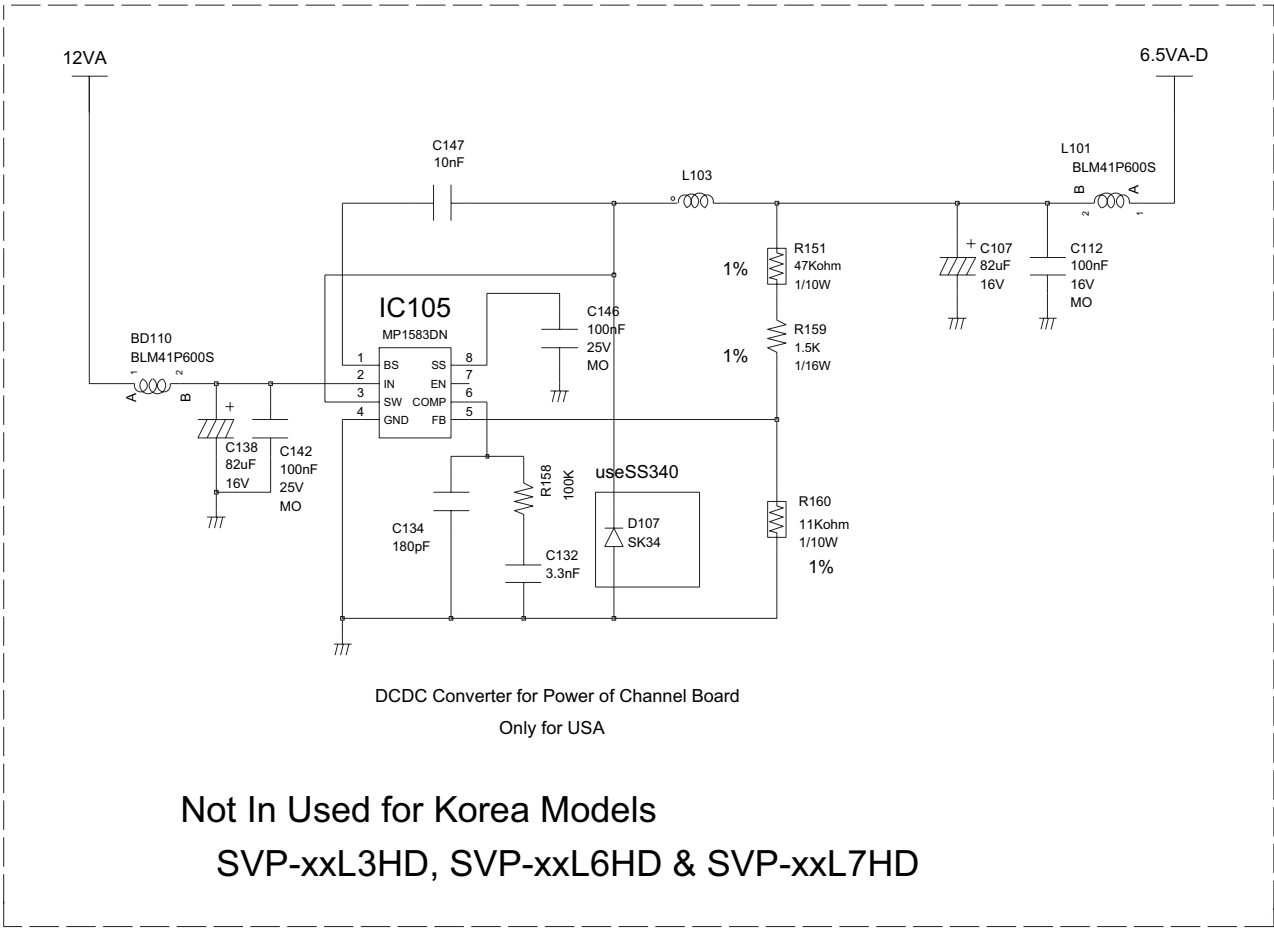 12VA
6.5VA-D
C147
10nF
L103
L101
BLM41P600S
B
A
2
1
R151
47Kohm
1/10W
1%
+
C107
82uF
16V
C112
100nF
16V
MO
IC105
MP1583DN
C146
100nF
25V
MO
R159
1.5K
1/16W
1%
BD110
BLM41P600S
1
2
A
B
1
BS
SS
8
2
IN
EN
7
3
SW
COMP
6
4
GND
FB
5
+
C138
82uF
16V
C142
100nF
25V
MO
R158
100K
useSS340
D107
SK34
R160
11Kohm
1/10W
1%
C134
180pF
C132
3.3nF
DCDC Converter for Power of Channel Board
Only for USA
Not In Used for Korea Models
SVP-xxL3HD, SVP-xxL6HD & SVP-xxL7HD